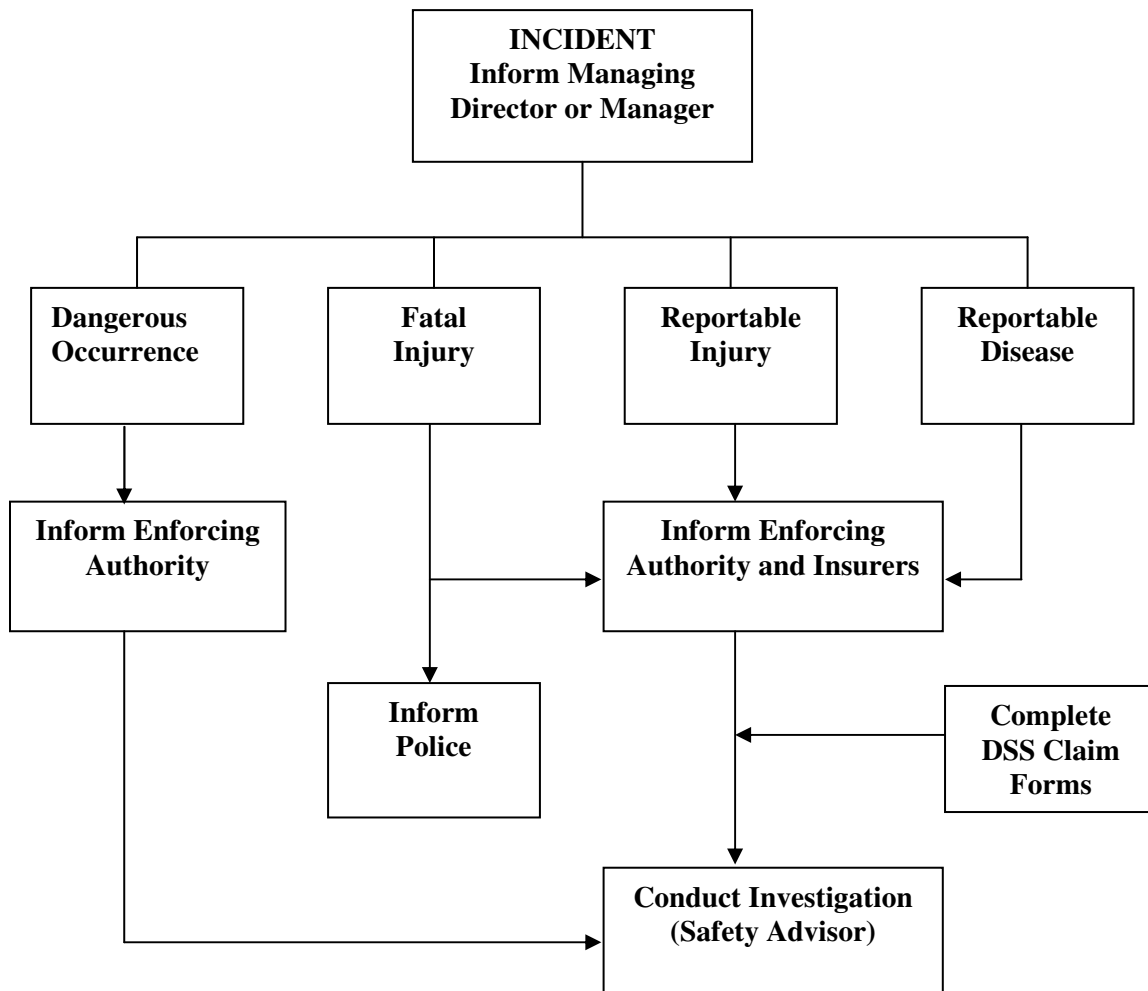 INCIDENT
Inform Managing
Director or Manager
Dangerous
Occurrence
Fatal
Injury
Reportable
Injury
Reportable
Disease
Inform Enforcing
Authority
Inform Enforcing
Authority and Insurers
Inform
Police
Complete
DSS Claim
Forms
Conduct Investigation
(Safety Advisor)